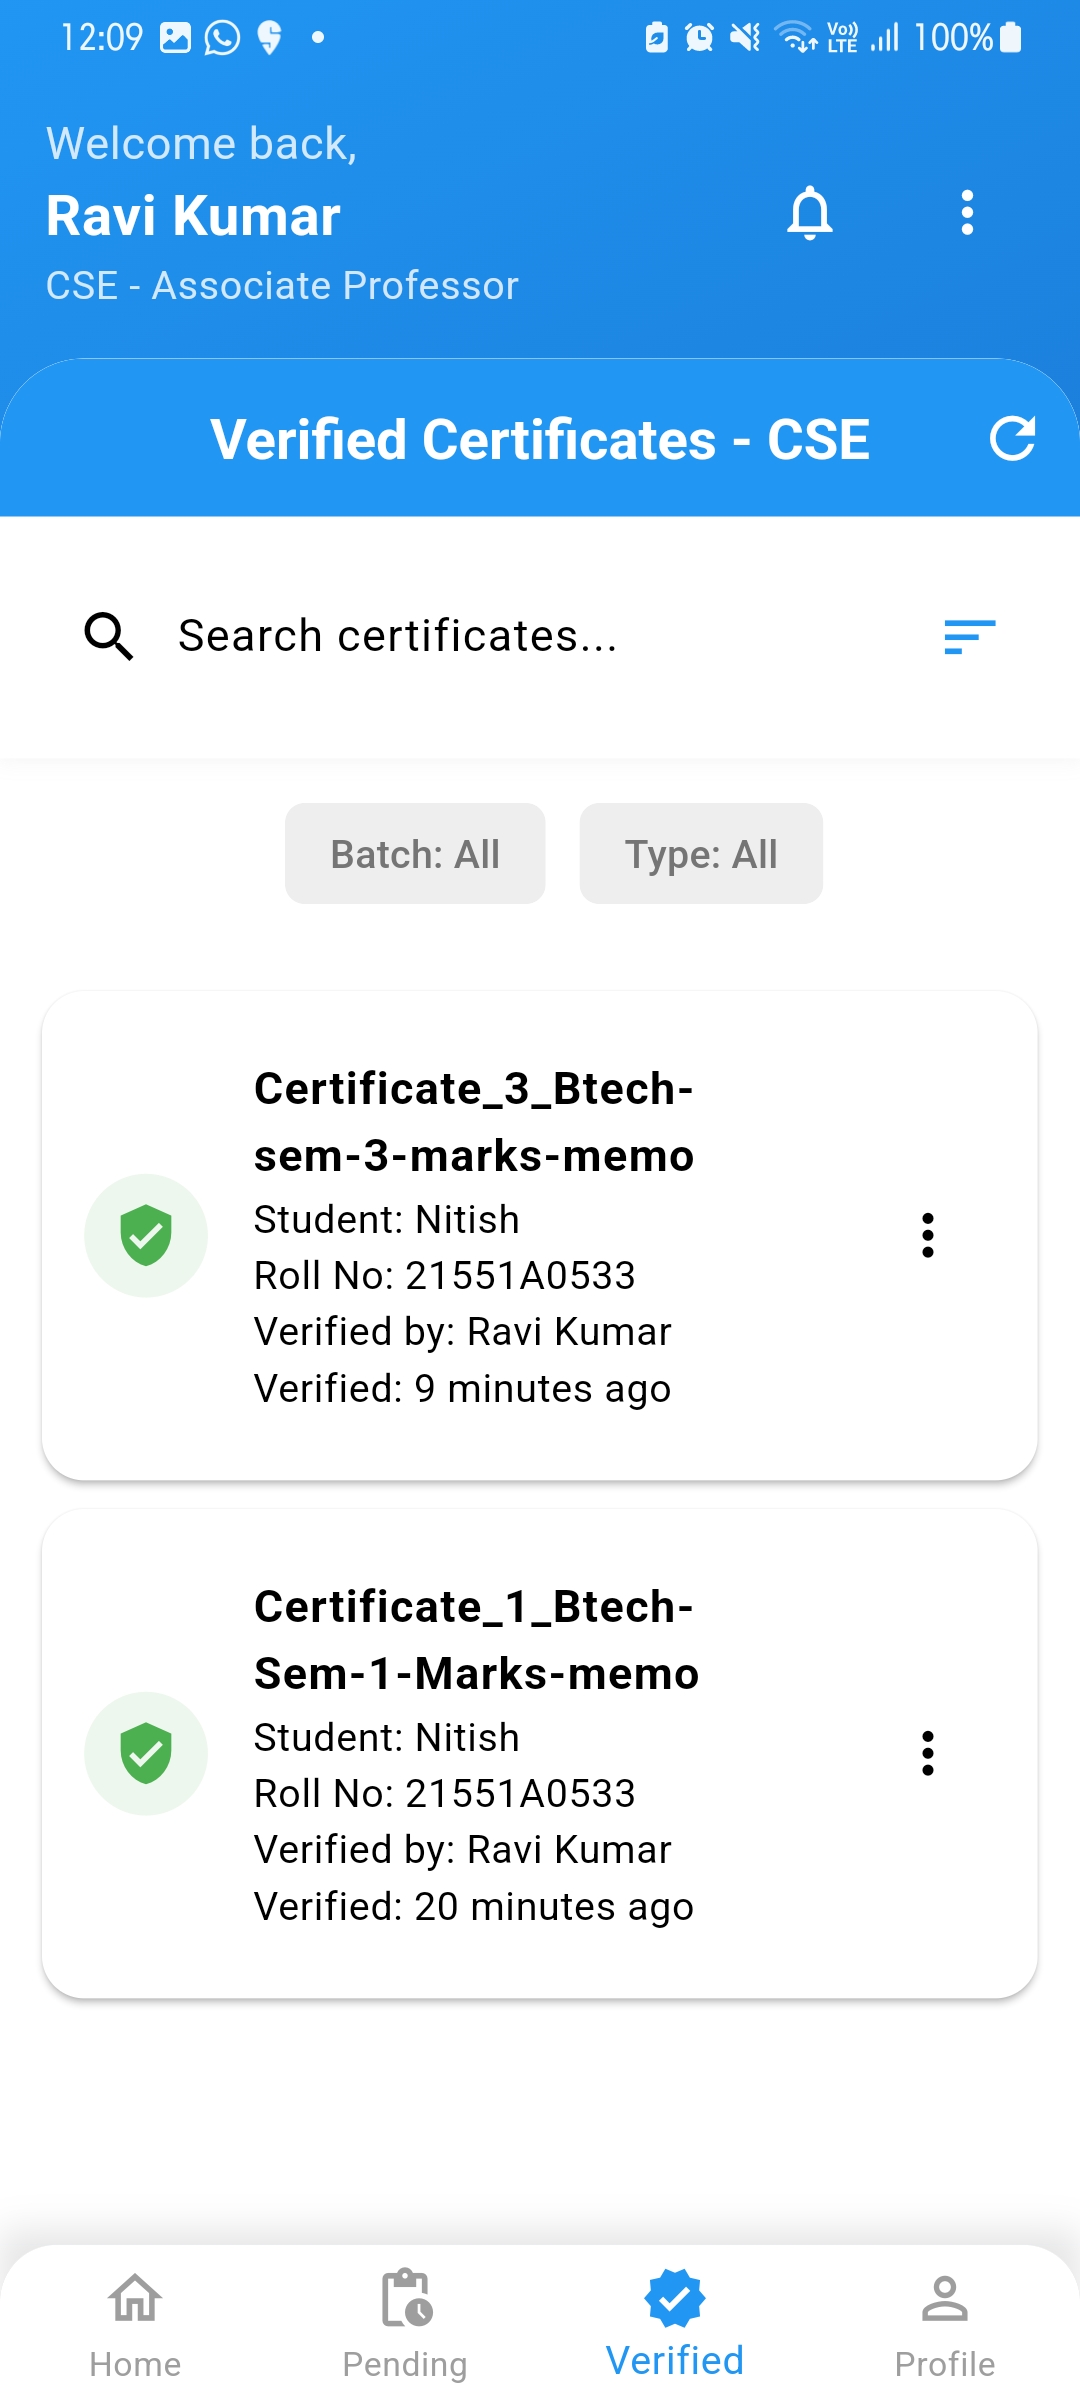 12:09 Vo)) LTE 100%
Welcome back,
Ravi Kumar
CSE - Associate Professor
Verified Certificates - CSE
Search certificates...
Batch: All Type: All
Certificate_3_Btech-
sem-3-marks-memo
Student: Nitish
Roll No: 21551A0533
Verified by: Ravi Kumar
Verified: 9 minutes ago
Certificate_1_Btech-
Sem-1-Marks-memo
Student: Nitish
Roll No: 21551A0533
Verified by: Ravi Kumar
Verified: 20 minutes ago
Home Pending Verified Profile